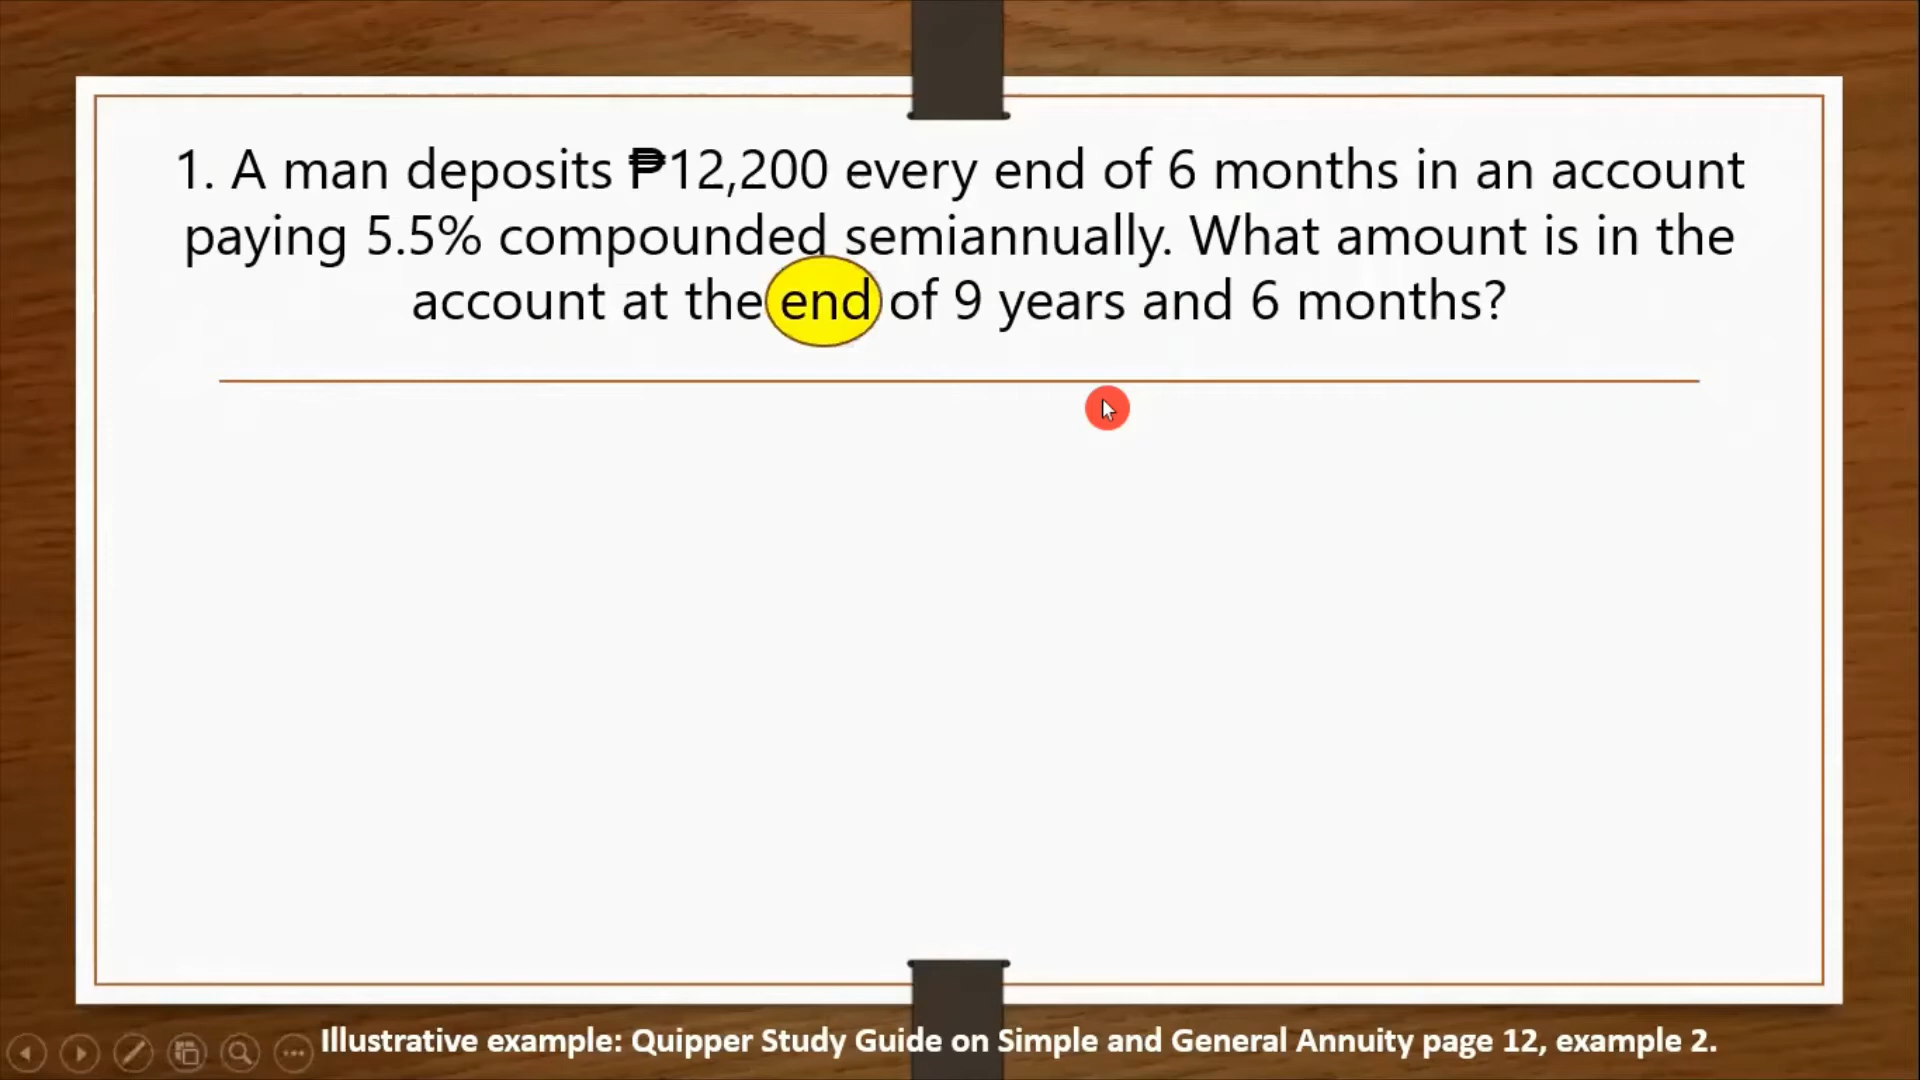 1. A man deposits ₱12,200 every end of 6 months in an account
paying 5.5% compounded semiannually. What amount is in the
account at the end of 9 years and 6 months?
Illustrative example: Quipper Study Guide on Simple and General Annuity page 12, example 2.